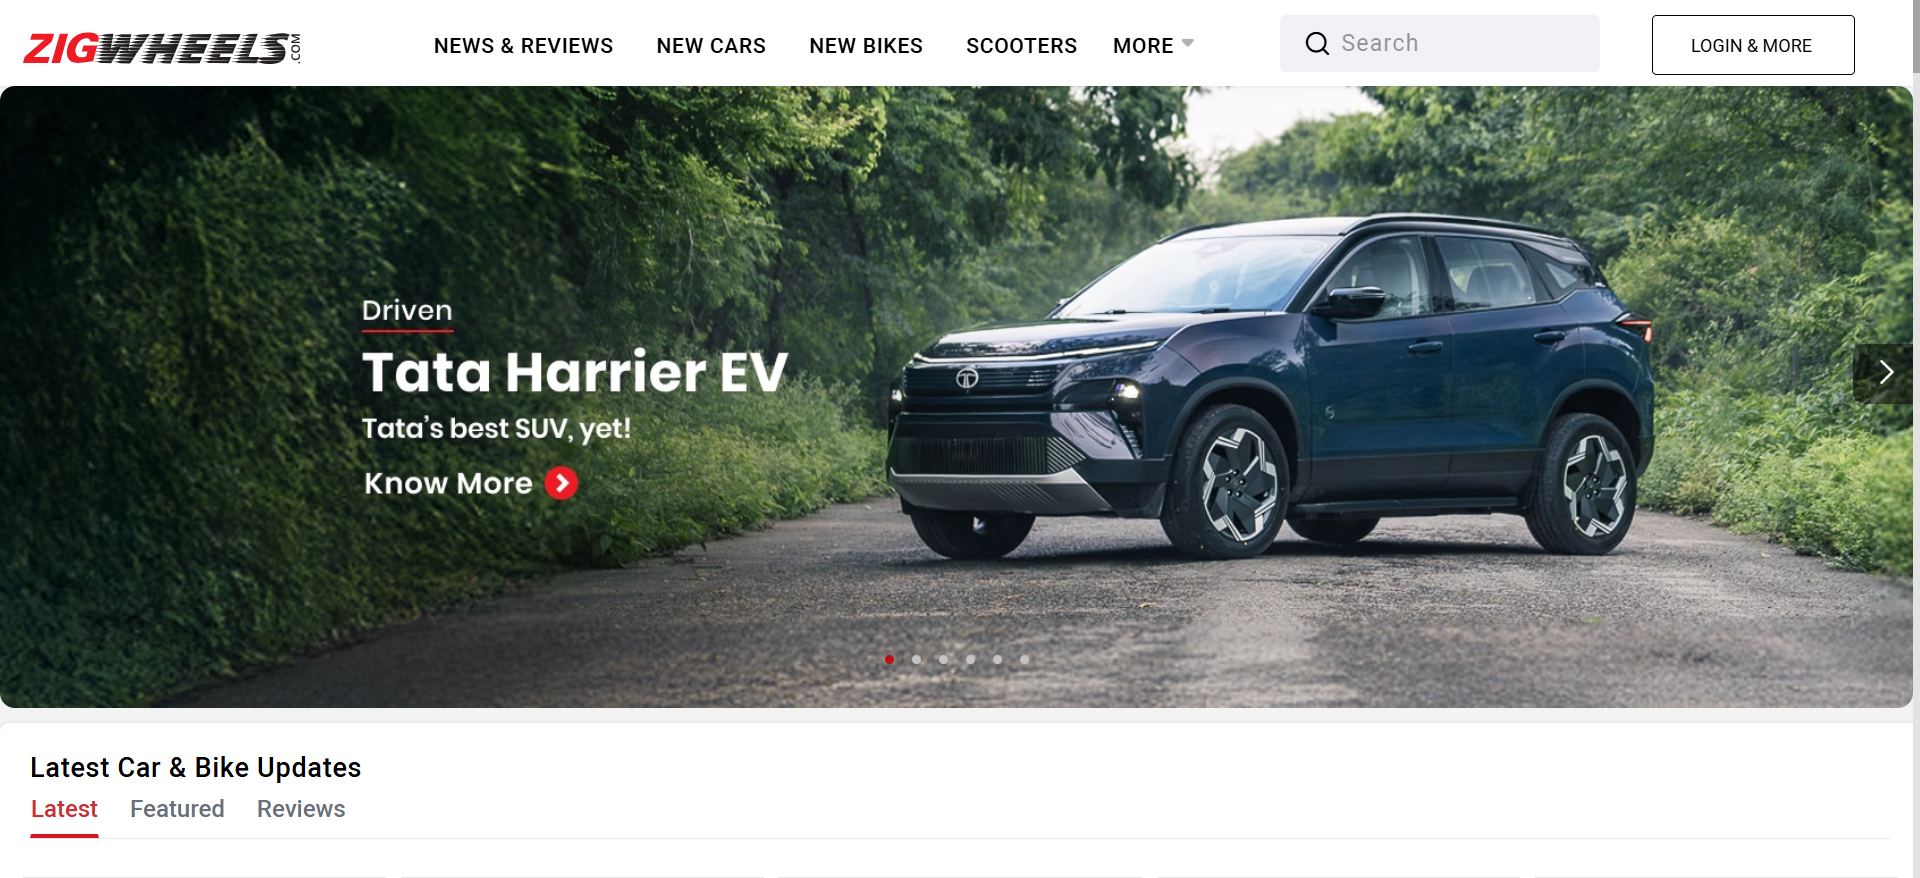 ZIGWHEELS.COM
NEWS & REVIEWS NEW CARS NEW BIKES SCOOTERS MORE
Search
LOGIN & MORE
Driven
Tata Harrier EV
Tata's best SUV, yet!
Know More
Latest Car & Bike Updates
Latest Featured Reviews